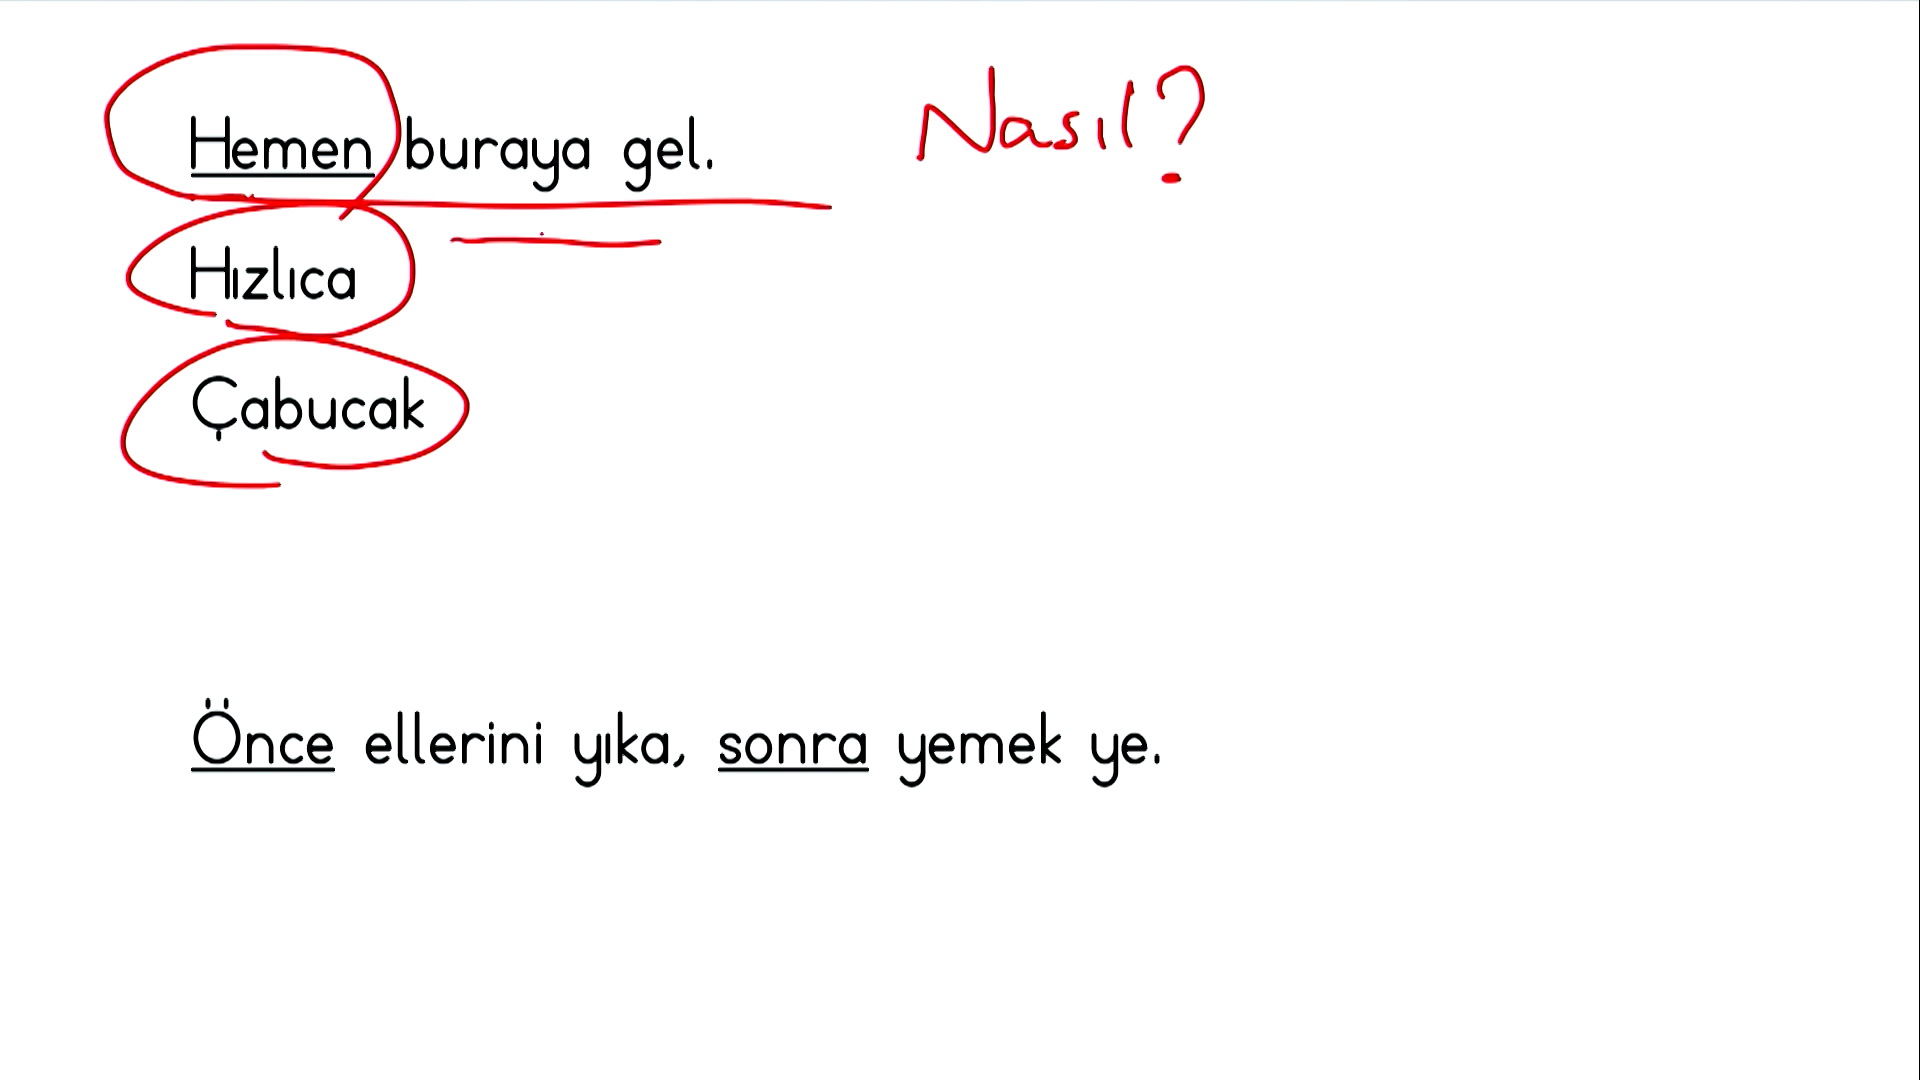 Hemen buraya gel. Nasıl?
Hızlıca
Çabucak
Önce ellerini yıka, sonra yemek ye.